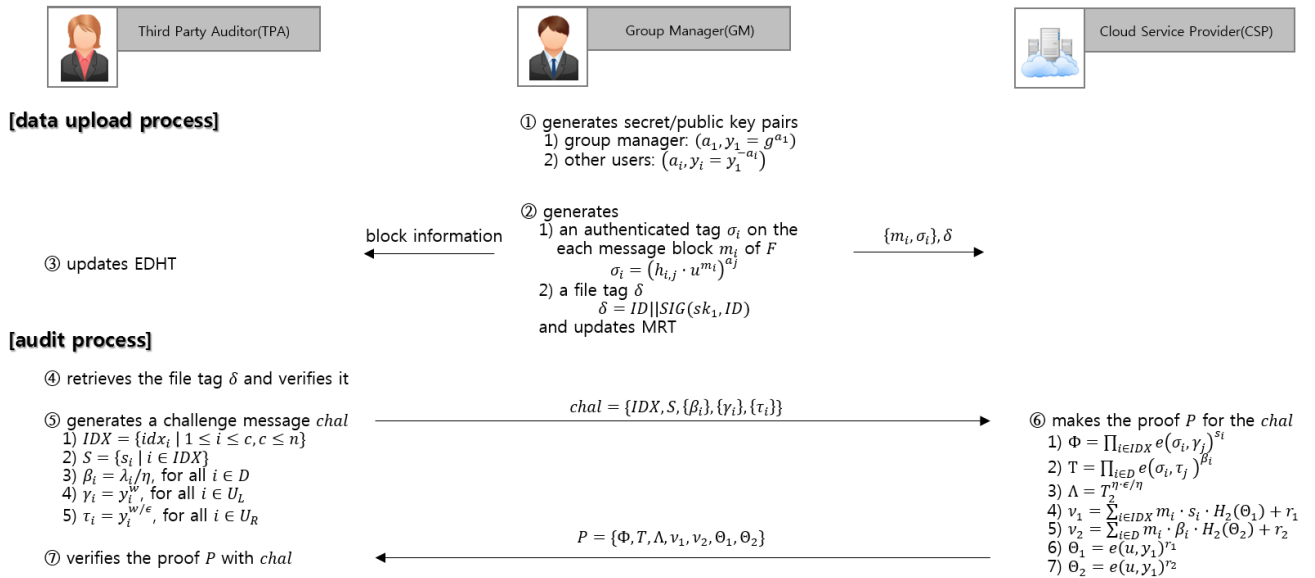 Third Party Auditor(TPA)
Group Manager(GM)
Cloud Service Provider(CSP)
[data upload process]
① generates secret/public key pairs
1) group manager: (a₁, y₁ = g^{a₁})
2) other users: (aᵢ, yᵢ = y₁^{−aᵢ})
② generates
1) an authenticated tag σᵢ on the
each message block mᵢ of F
σᵢ = (h_{i,j} · u^{mᵢ})^{aⱼ}
2) a file tag δ
δ = ID||SIG(sk₁, ID)
and updates MRT
block information
{mᵢ, σᵢ}, δ
③ updates EDHT
[audit process]
④ retrieves the file tag δ and verifies it
⑤ generates a challenge message chal
1) IDX = {idxᵢ | 1 ≤ i ≤ c, c ≤ n}
2) S = {sᵢ | i ∈ IDX}
3) βᵢ = λᵢ/η, for all i ∈ D
4) γᵢ = yᵢ^w, for all i ∈ U_L
5) τᵢ = yᵢ^{w/ϵ}, for all i ∈ U_R
chal = {IDX, S, {βᵢ}, {γᵢ}, {τᵢ}}
⑥ makes the proof P for the chal
1) Φ = ∏_{i∈IDX} e(σᵢ, γⱼ)^{sᵢ}
2) T = ∏_{i∈D} e(σᵢ, τⱼ)^{βᵢ}
3) Λ = T₂^{η·ϵ/η}
4) ν₁ = ∑_{i∈IDX} mᵢ · sᵢ · H₂(Θ₁) + r₁
5) ν₂ = ∑_{i∈D} mᵢ · βᵢ · H₂(Θ₂) + r₂
6) Θ₁ = e(u, y₁)^{r₁}
7) Θ₂ = e(u, y₁)^{r₂}
P = {Φ, T, Λ, ν₁, ν₂, Θ₁, Θ₂}
⑦ verifies the proof P with chal